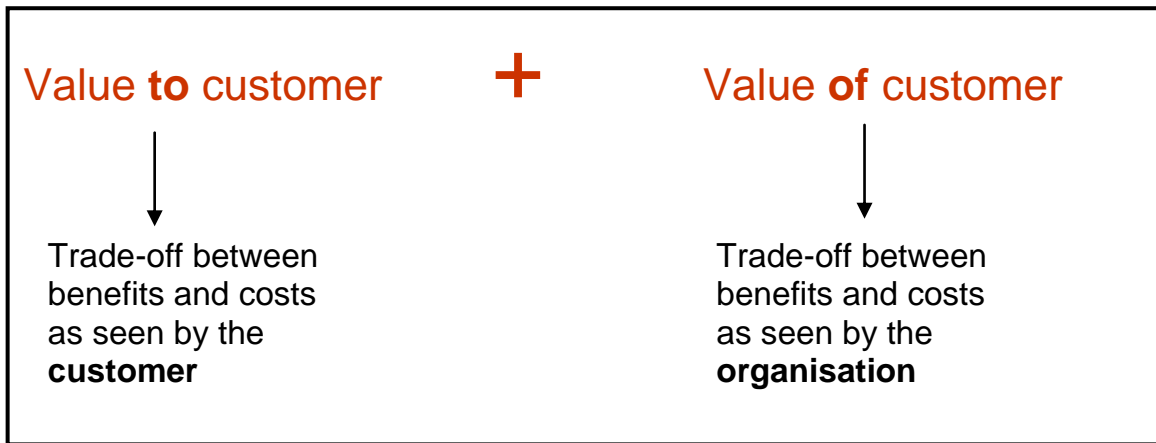 Value to customer + Value of customer
Trade-off between
benefits and costs
as seen by the
customer
Trade-off between
benefits and costs
as seen by the
organisation